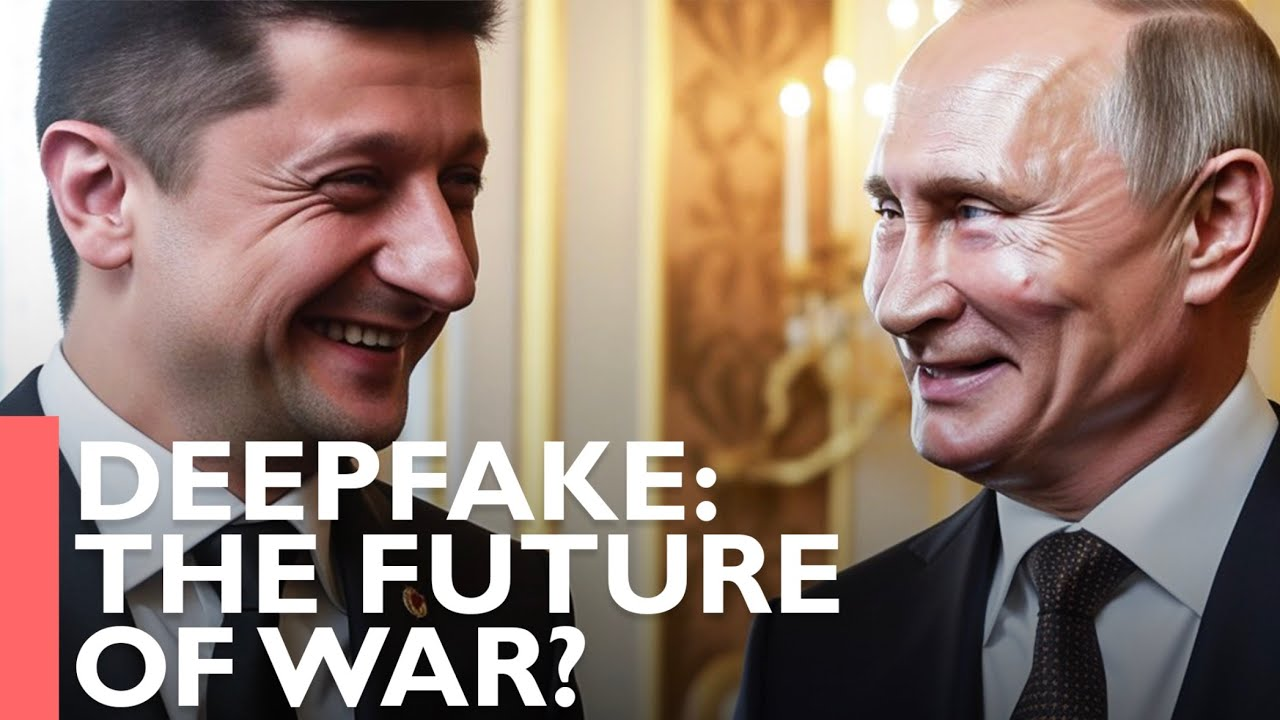 DEEPFAKE:
THE FUTURE
OF WAR?